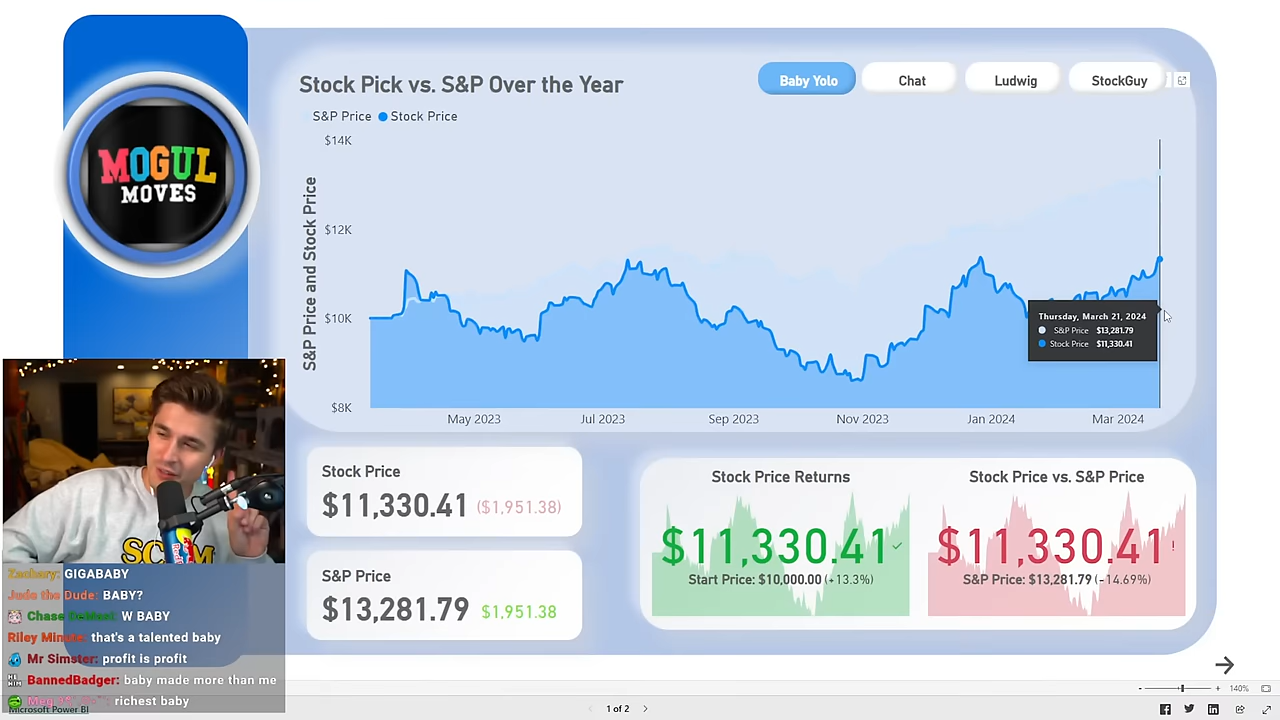 MOGUL
MOVES
Stock Pick vs. S&P Over the Year
Baby Yolo
Chat
Ludwig
StockGuy
S&P Price Stock Price
S&P Price and Stock Price
$14K
$12K
$10K
$8K
May 2023
Jul 2023
Sep 2023
Nov 2023
Jan 2024
Mar 2024
Thursday, March 21, 2024
S&P Price $13,281.79
Stock Price $11,330.41
Stock Price
$11,330.41 ($1,951.38)
S&P Price
$13,281.79 $1,951.38
Stock Price Returns
$11,330.41
Start Price: $10,000.00 (+13.3%)
Stock Price vs. S&P Price
$11,330.41 !
S&P Price: $13,281.79 (-14.69%)
Zachary: GIGABABY
Jude the Dude: BABY?
Chase W BABY
Riley that's a talented baby
Mr Simster: profit is profit
BannedBadger: baby made more than me
richest baby
Microsoft Power BI
1 of 2
- + 140%